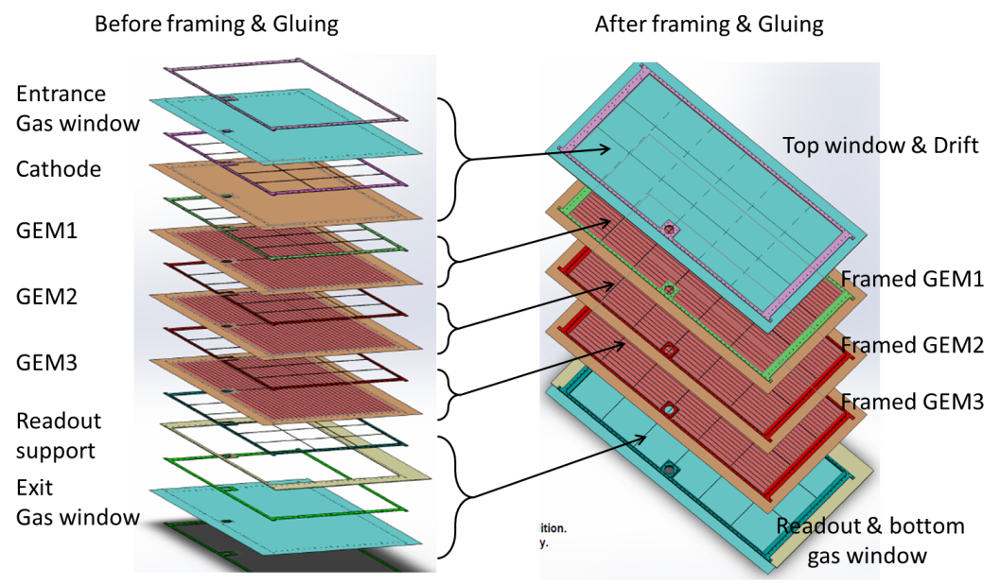 Before framing & Gluing
After framing & Gluing
Entrance
Gas window
Cathode
GEM1
GEM2
GEM3
Readout
support
Exit
Gas window
Top window & Drift
Framed GEM1
Framed GEM2
Framed GEM3
Readout & bottom
gas window
ition.
y.